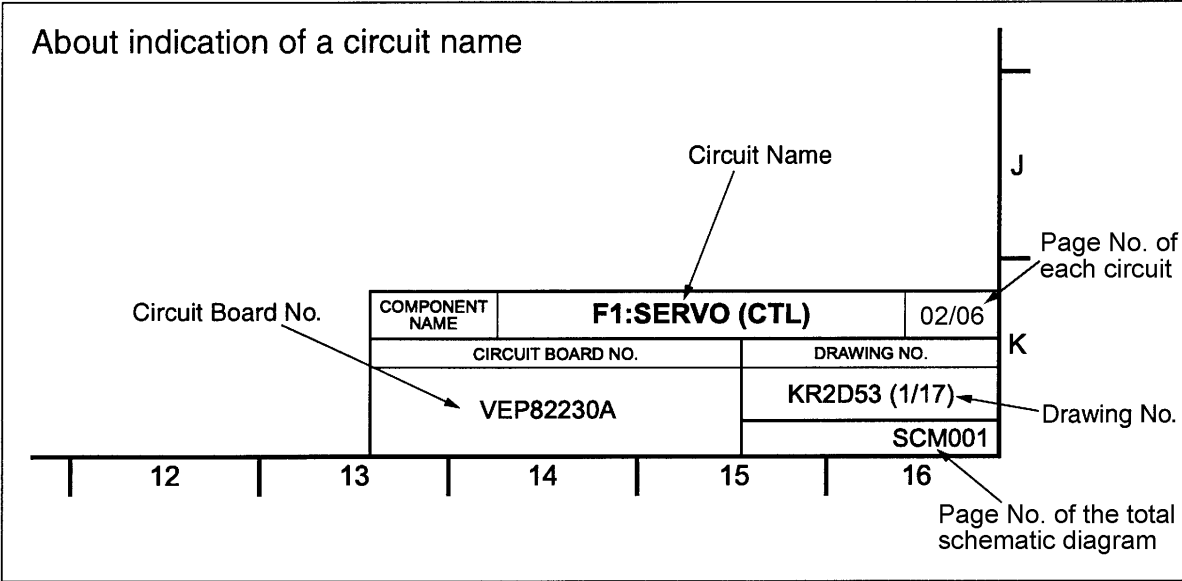 About indication of a circuit name
Circuit Name
J
Page No. of
each circuit
Circuit Board No.
COMPONENT
NAME
F1:SERVO (CTL)
02/06
K
CIRCUIT BOARD NO.
DRAWING NO.
VEP82230A
KR2D53 (1/17)
Drawing No.
SCM001
12
13
14
15
16
Page No. of the total
schematic diagram